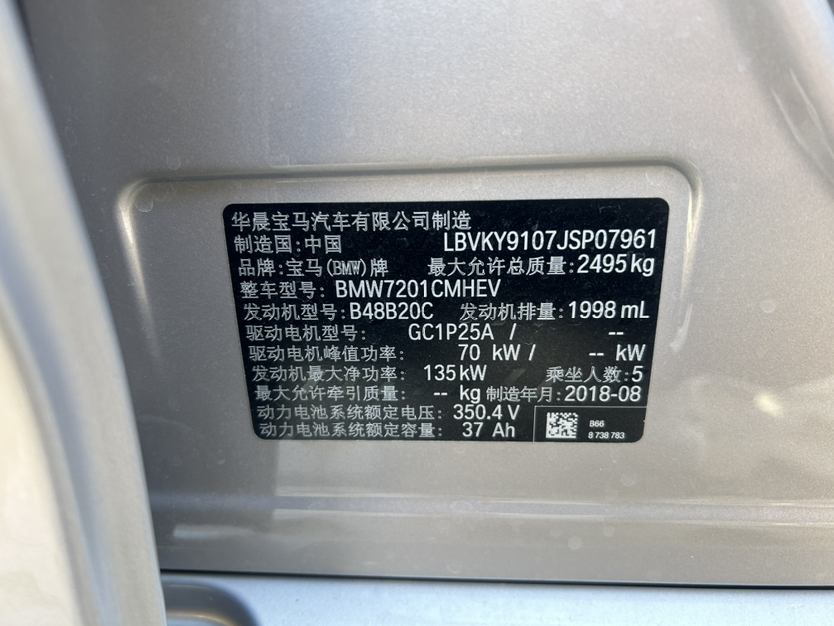 华晨宝马汽车有限公司制造
制造国:中国 LBVKY9107JSP07961
品牌:宝马(BMW)牌 最大允许总质量:2495kg
整车型号:BMW7201CMHEV
发动机型号:B48B20C 发动机排量:1998 mL
驱动电机型号: GC1P25A / --
驱动电机峰值功率: 70 kW / -- kW
发动机最大净功率: 135kW 乘坐人数:5
最大允许牵引质量: -- kg 制造年月:2018-08
动力电池系统额定电压: 350.4 V
动力电池系统额定容量: 37 Ah
B66
8 738 783